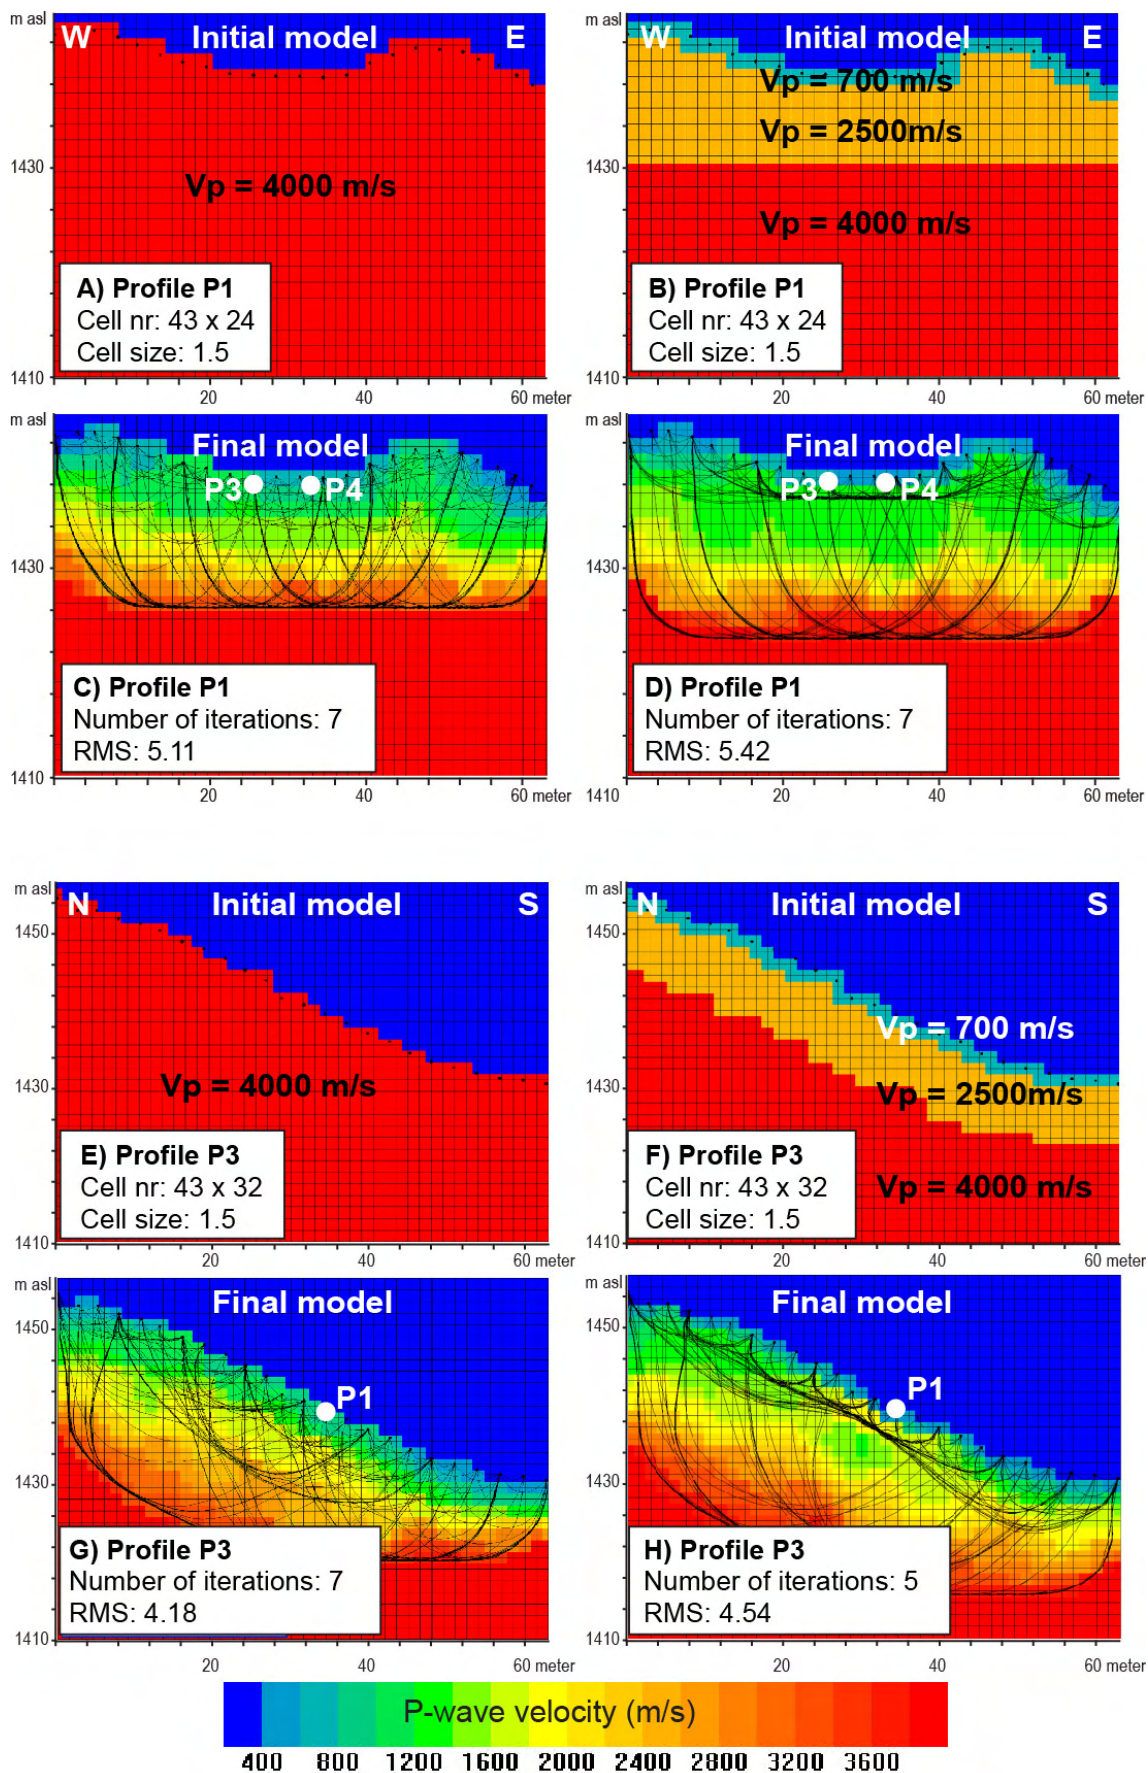 m asl
W Initial model E
1430
Vp = 4000 m/s
A) Profile P1
Cell nr: 43 x 24
Cell size: 1.5
1410
20 40 60 meter
m asl
W Initial model E
Vp = 700 m/s
Vp = 2500m/s
1430
Vp = 4000 m/s
B) Profile P1
Cell nr: 43 x 24
Cell size: 1.5
1410
20 40 60 meter
m asl
Final model
P3 P4
1430
C) Profile P1
Number of iterations: 7
RMS: 5.11
1410
20 40 60 meter
m asl
Final model
P3 P4
1430
D) Profile P1
Number of iterations: 7
RMS: 5.42
1410
20 40 60 meter
m asl
N Initial model S
1450
1430
Vp = 4000 m/s
E) Profile P3
Cell nr: 43 x 32
Cell size: 1.5
1410
20 40 60 meter
m asl
N Initial model S
1450
Vp = 700 m/s
1430
Vp = 2500m/s
F) Profile P3
Cell nr: 43 x 32
Cell size: 1.5
Vp = 4000 m/s
1410
20 40 60 meter
m asl
Final model
1450
P1
1430
G) Profile P3
Number of iterations: 7
RMS: 4.18
1410
20 40 60 meter
m asl
Final model
1450
P1
1430
H) Profile P3
Number of iterations: 5
RMS: 4.54
1410
20 40 60 meter
P-wave velocity (m/s)
400 800 1200 1600 2000 2400 2800 3200 3600